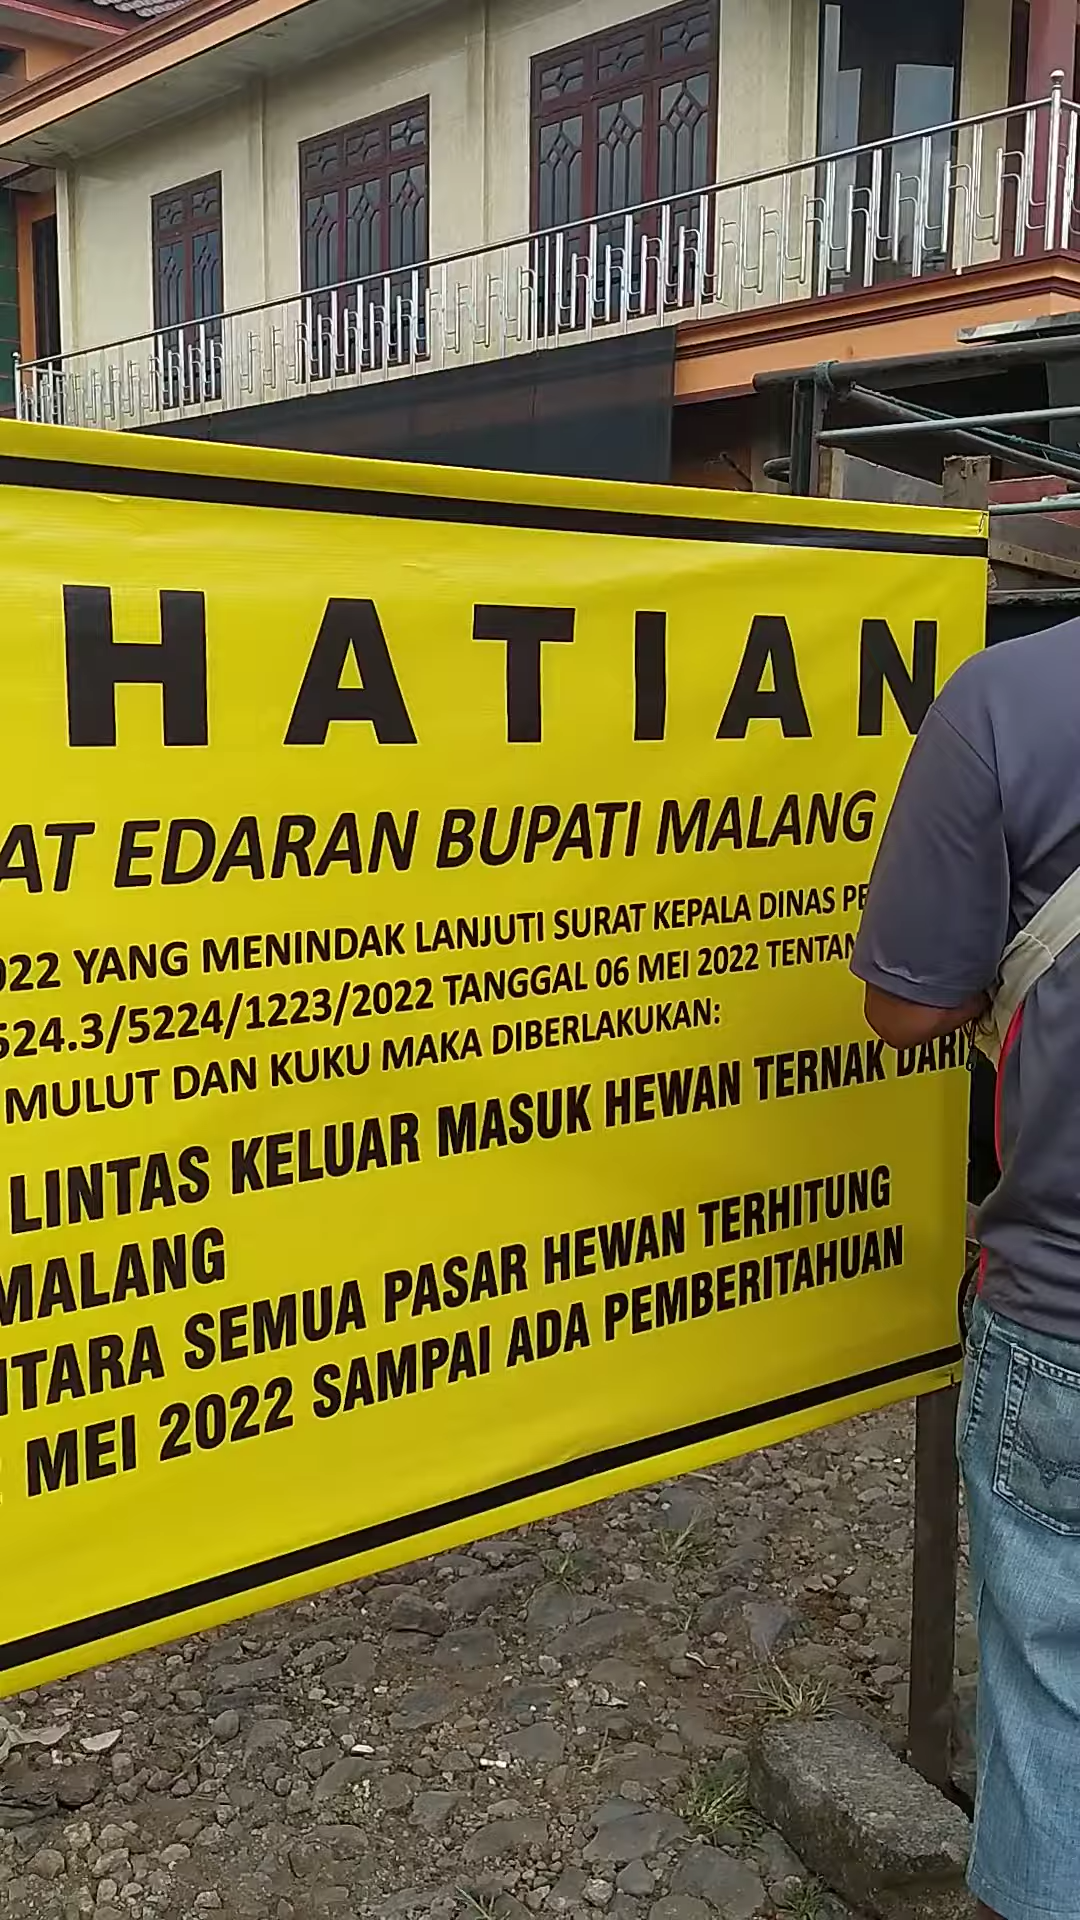 HATIAN
AT EDARAN BUPATI MALANG
022 YANG MENINDAK LANJUTI SURAT KEPALA DINAS PE
524.3/5224/1223/2022 TANGGAL 06 MEI 2022 TENTAN
MULUT DAN KUKU MAKA DIBERLAKUKAN:
LINTAS KELUAR MASUK HEWAN TERNAK DARI
MALANG
NTARA SEMUA PASAR HEWAN TERHITUNG
MEI 2022 SAMPAI ADA PEMBERITAHUAN